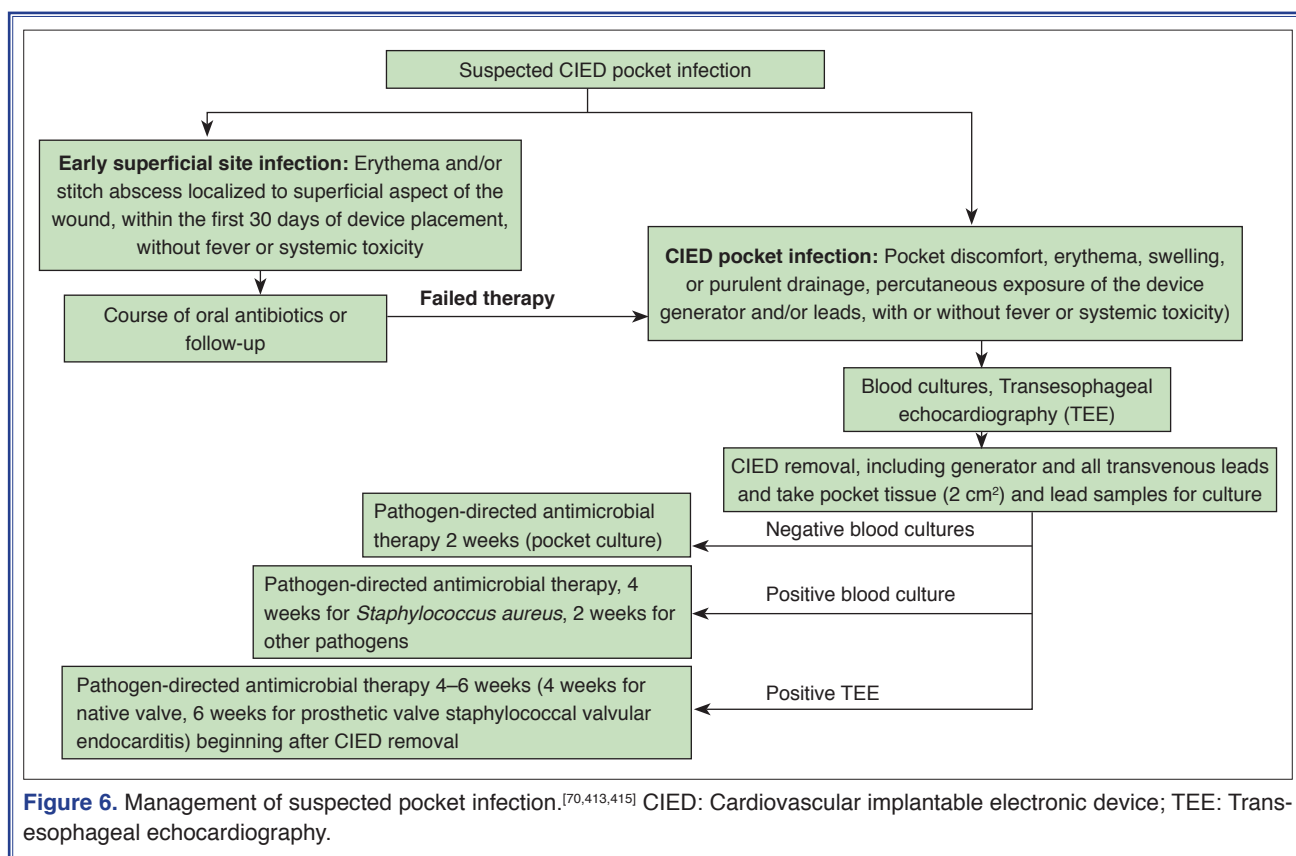 Suspected CIED pocket infection
Early superficial site infection: Erythema and/or
stitch abscess localized to superficial aspect of the
wound, within the first 30 days of device placement,
without fever or systemic toxicity
CIED pocket infection: Pocket discomfort, erythema, swelling,
or purulent drainage, percutaneous exposure of the device
generator and/or leads, with or without fever or systemic toxicity)
Failed therapy
Course of oral antibiotics or
follow-up
Blood cultures, Transesophageal
echocardiography (TEE)
CIED removal, including generator and all transvenous leads
and take pocket tissue (2 cm²) and lead samples for culture
Pathogen-directed antimicrobial
therapy 2 weeks (pocket culture)
Negative blood cultures
Pathogen-directed antimicrobial therapy, 4
weeks for Staphylococcus aureus, 2 weeks for
other pathogens
Positive blood culture
Pathogen-directed antimicrobial therapy 4–6 weeks (4 weeks for
native valve, 6 weeks for prosthetic valve staphylococcal valvular
endocarditis) beginning after CIED removal
Positive TEE
Figure 6. Management of suspected pocket infection.[70,413,415] CIED: Cardiovascular implantable electronic device; TEE: Trans-
esophageal echocardiography.